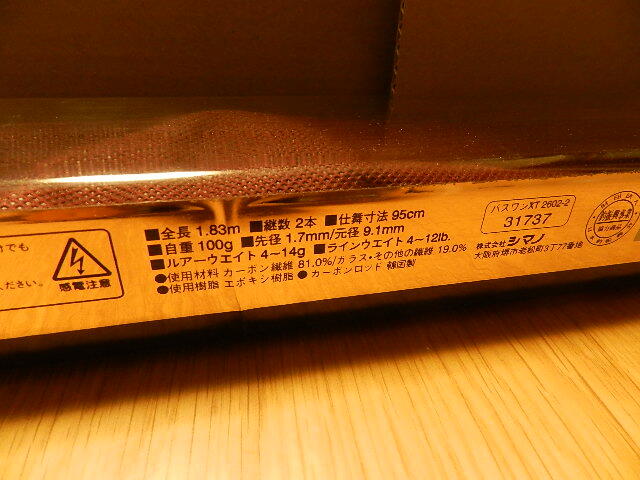 けでも
ください。
感電注意
■全長 1.83m ■継数 2本 ■仕舞寸法 95cm
■自重 100g ■先径 1.7mm/元径 9.1mm
■ルアーウエイト 4~14g ■ラインウエイト 4~12lb.
●使用材料 カーボン繊維 81.0%/ガラス・その他の繊維 19.0%
●使用樹脂 エポキシ樹脂 ●カーボンロッド 韓国製
バスワンXT 2602-2
31737
株式会社シマノ
大阪府堺市老松町3丁77番地